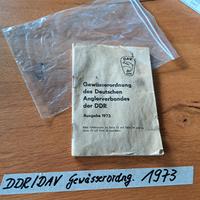 DAV
Gewässerordnung
des Deutschen
Anglerverbandes
der DDR
Ausgabe 1973
DDR/DAV Gewässerordng. 1973